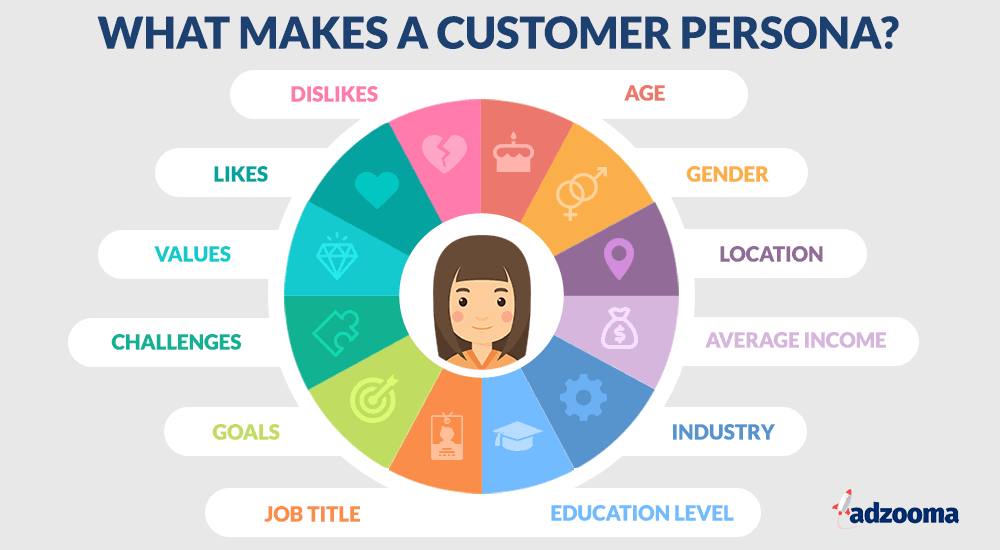 WHAT MAKES A CUSTOMER PERSONA?
DISLIKES
AGE
LIKES
GENDER
VALUES
LOCATION
CHALLENGES
AVERAGE INCOME
GOALS
INDUSTRY
JOB TITLE
EDUCATION LEVEL
$
adzooma